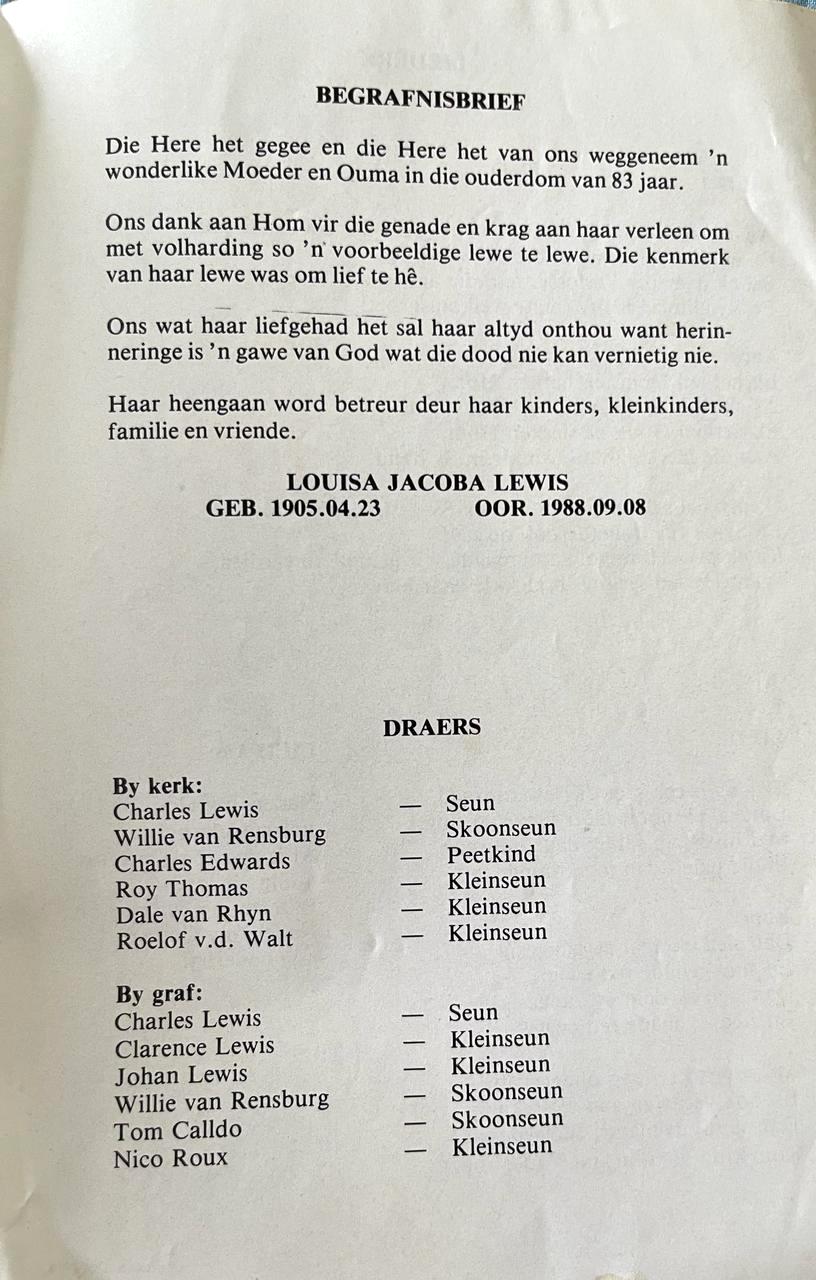 BEGRAFNISBRIEF
Die Here het gegee en die Here het van ons weggeneem ’n
wonderlike Moeder en Ouma in die ouderdom van 83 jaar.
Ons dank aan Hom vir die genade en krag aan haar verleen om
met volharding so ’n voorbeeldige lewe te lewe. Die kenmerk
van haar lewe was om lief te hê.
Ons wat haar liefgehad het sal haar altyd onthou want herin-
neringe is ’n gawe van God wat die dood nie kan vernietig nie.
Haar heengaan word betreur deur haar kinders, kleinkinders,
familie en vriende.
LOUISA JACOBA LEWIS
GEB. 1905.04.23 OOR. 1988.09.08
DRAERS
By kerk:
Charles Lewis — Seun
Willie van Rensburg — Skoonseun
Charles Edwards — Peetkind
Roy Thomas — Kleinseun
Dale van Rhyn — Kleinseun
Roelof v.d. Walt — Kleinseun
By graf:
Charles Lewis — Seun
Clarence Lewis — Kleinseun
Johan Lewis — Kleinseun
Willie van Rensburg — Skoonseun
Tom Calldo — Skoonseun
Nico Roux — Kleinseun